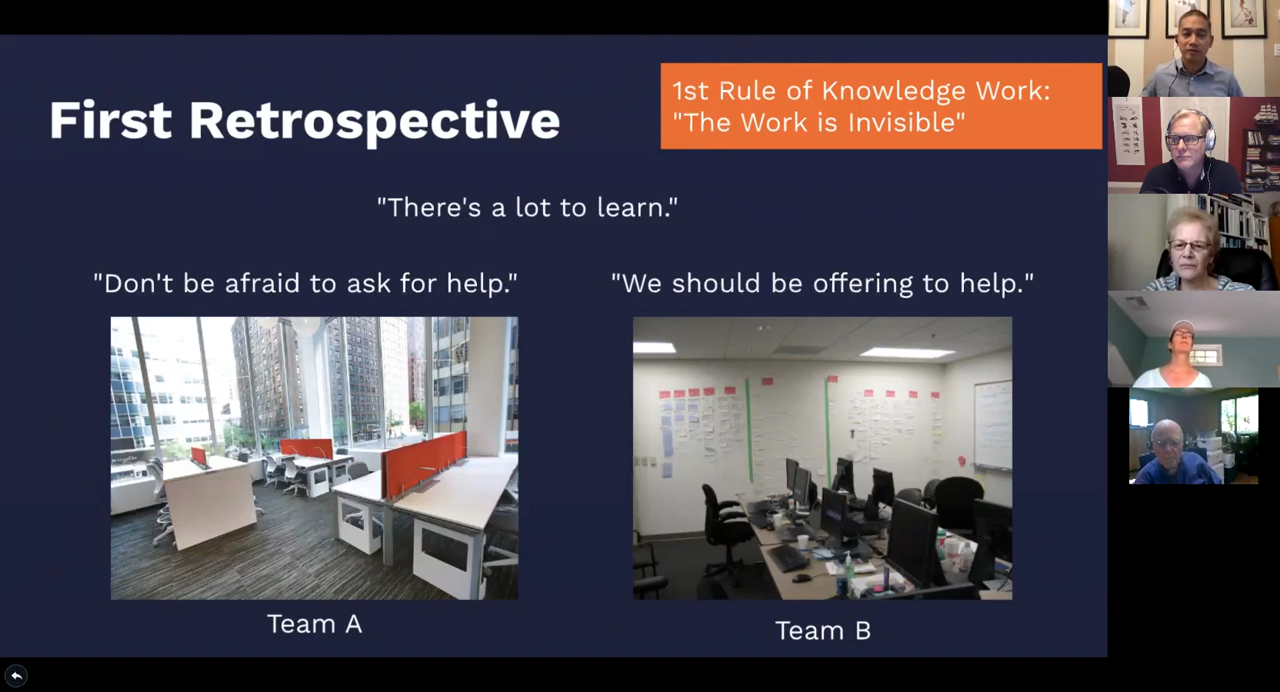 First Retrospective
1st Rule of Knowledge Work:
"The Work is Invisible"
"There's a lot to learn."
"Don't be afraid to ask for help."
"We should be offering to help."
Team A
Team B